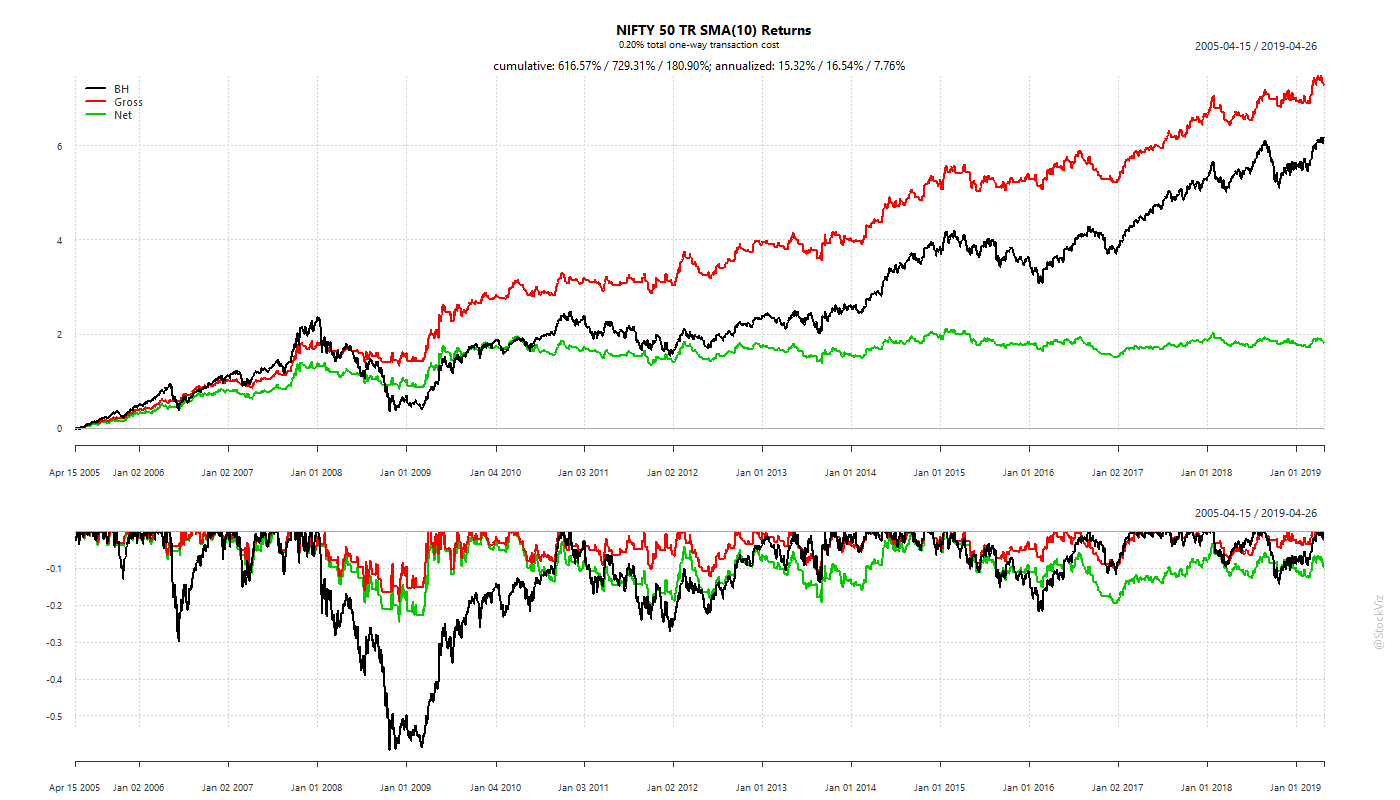 NIFTY 50 TR SMA(10) Returns
0.20% total one-way transaction cost
2005-04-15 / 2019-04-26
cumulative: 616.57% / 729.31% / 180.90%; annualized: 15.32% / 16.54% / 7.76%
BH
Gross
Net
6
4
2
0
Apr 15 2005 Jan 02 2006 Jan 02 2007 Jan 01 2008 Jan 01 2009 Jan 04 2010 Jan 03 2011 Jan 02 2012 Jan 01 2013 Jan 01 2014 Jan 01 2015 Jan 01 2016 Jan 02 2017 Jan 01 2018 Jan 01 2019
2005-04-15 / 2019-04-26
-0.1
-0.2
-0.3
-0.4
-0.5
Apr 15 2005 Jan 02 2006 Jan 02 2007 Jan 01 2008 Jan 01 2009 Jan 04 2010 Jan 03 2011 Jan 02 2012 Jan 01 2013 Jan 01 2014 Jan 01 2015 Jan 01 2016 Jan 02 2017 Jan 01 2018 Jan 01 2019
@StockViz